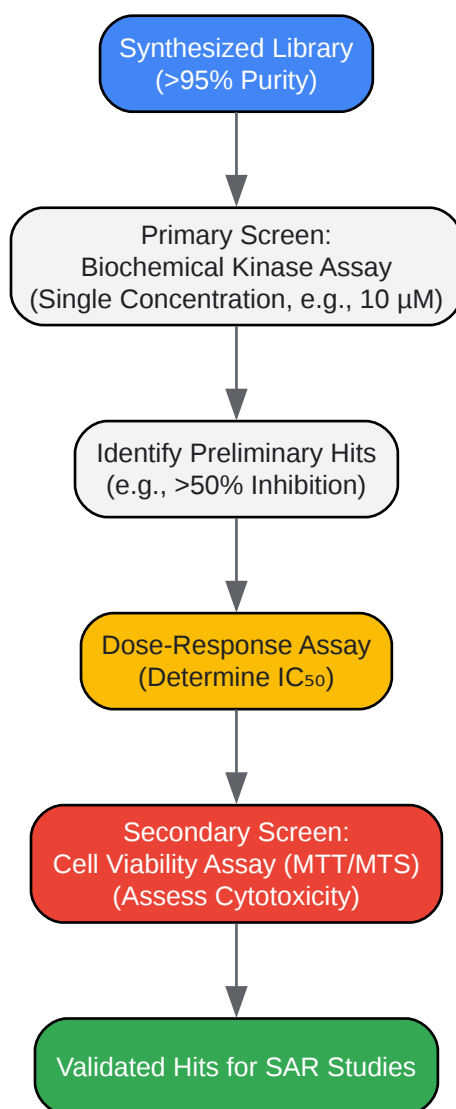 Synthesized Library
(>95% Purity)
Primary Screen:
Biochemical Kinase Assay
(Single Concentration, e.g., 10 µM)
Identify Preliminary Hits
(e.g., >50% Inhibition)
Dose-Response Assay
(Determine IC₅₀)
Secondary Screen:
Cell Viability Assay (MTT/MTS)
(Assess Cytotoxicity)
Validated Hits for SAR Studies